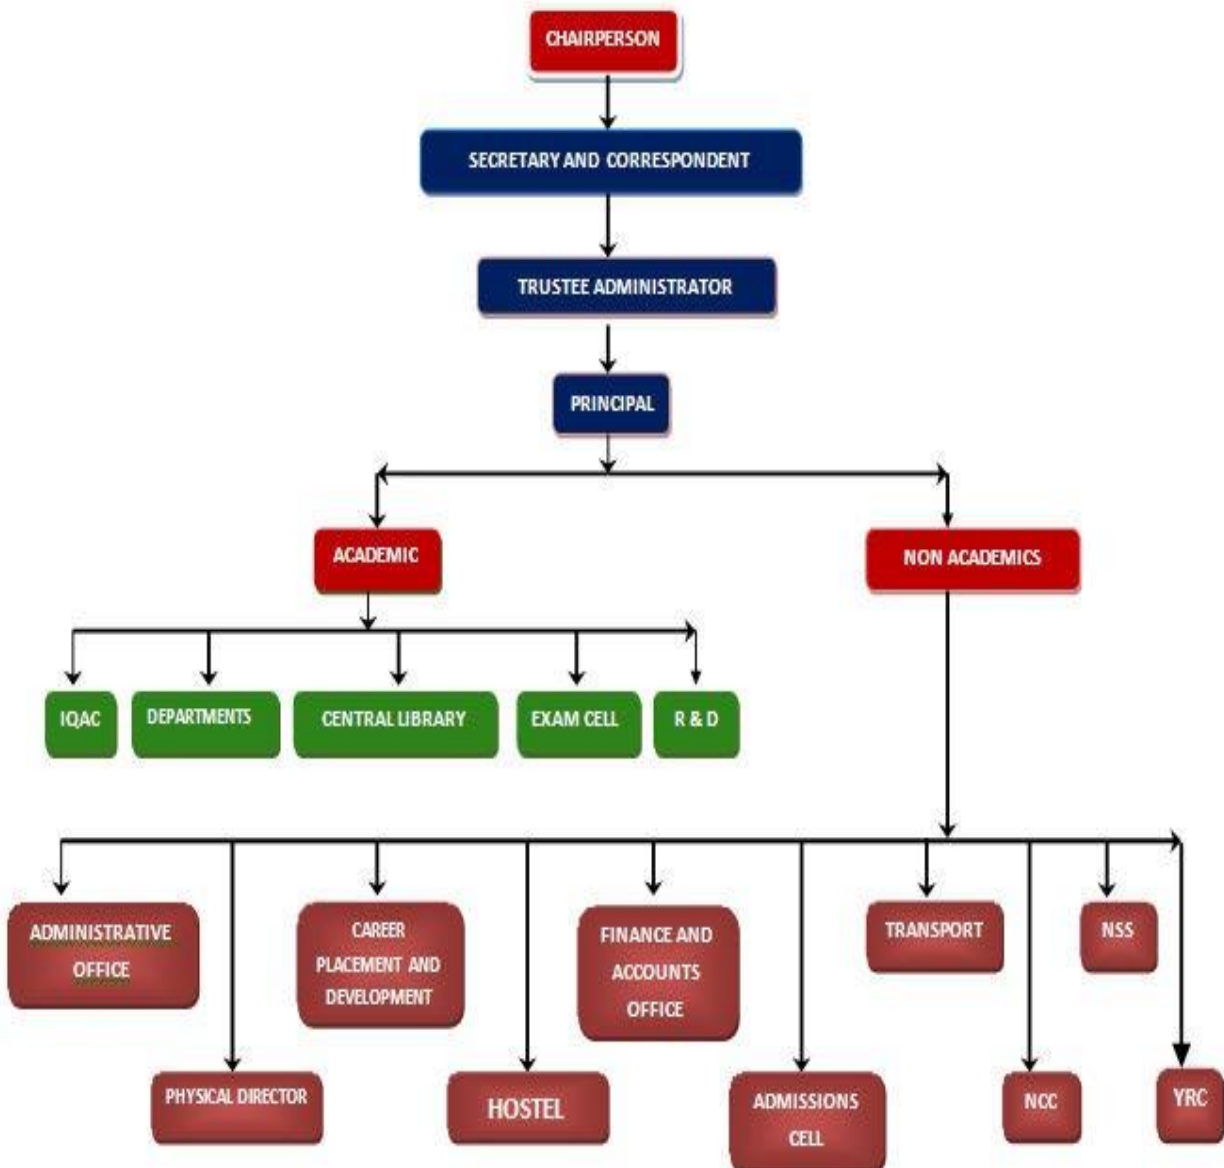 CHAIRPERSON
SECRETARY AND CORRESPONDENT
TRUSTEE ADMINISTRATOR
PRINCIPAL
ACADEMIC
NON ACADEMICS
IQAC
DEPARTMENTS
CENTRAL LIBRARY
EXAM CELL
R & D
ADMINISTRATIVE
OFFICE
CAREER
PLACEMENT AND
DEVELOPMENT
FINANCE AND
ACCOUNTS
OFFICE
TRANSPORT
NSS
PHYSICAL DIRECTOR
HOSTEL
ADMISSIONS
CELL
NCC
YRC